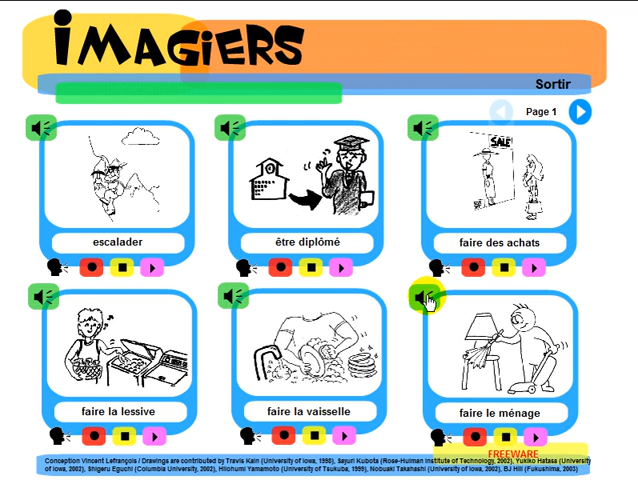 iMAGiERS
Sortir
Page 1
SALE
escalader
être diplômé
faire des achats
faire la lessive
faire la vaisselle
faire le ménage
FREEWARE
Conception Vincent Lefrançois / Drawings are contributed by Travis Kain (University of Iowa, 1998), Sayuri Kubota (Rose-Hulman Institute of Technology, 2002), Yukiko Hatasa (University
of Iowa, 2002), Shigeru Eguchi (Columbia University, 2002), Hilohumi Yamamoto (University of Tsukuba, 1999), Nobuaki Takahashi (University of Iowa, 2002), BJ Hill (Fukushima, 2003)